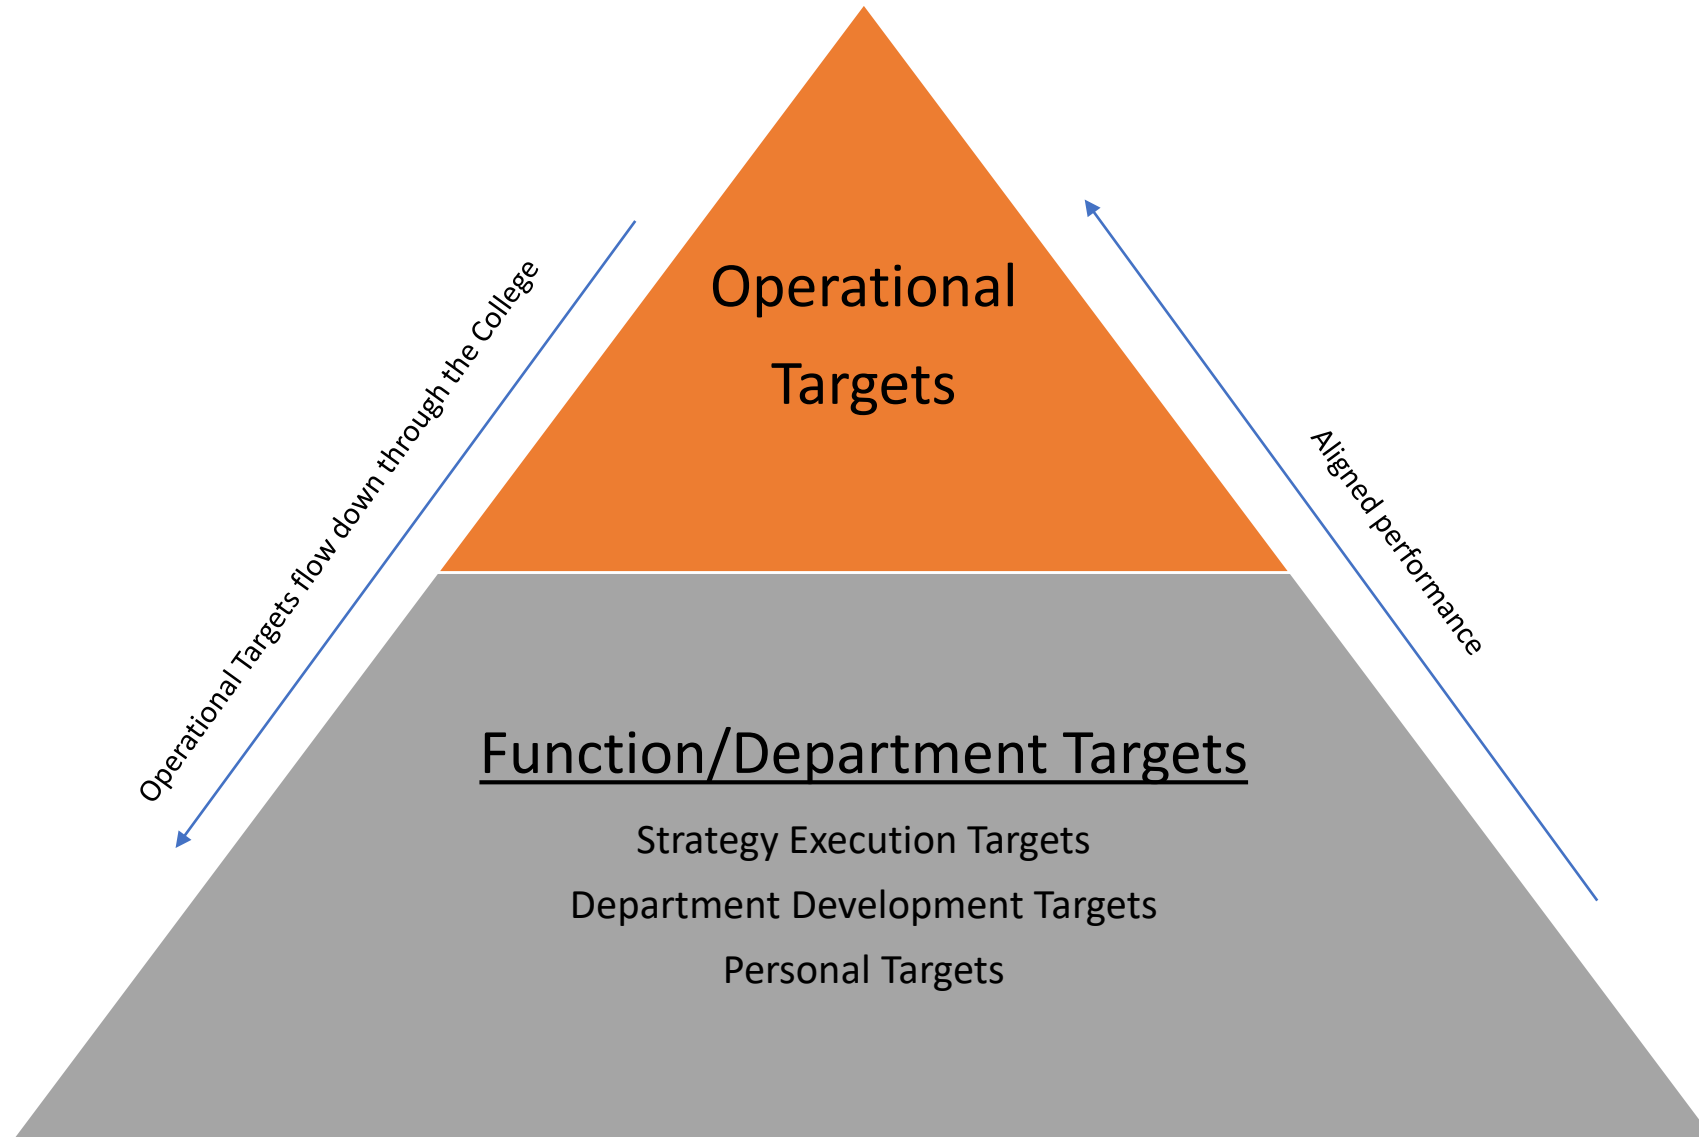 Operational
Targets
Operational Targets flow down through the College
Aligned performance
Function/Department Targets
Strategy Execution Targets
Department Development Targets
Personal Targets